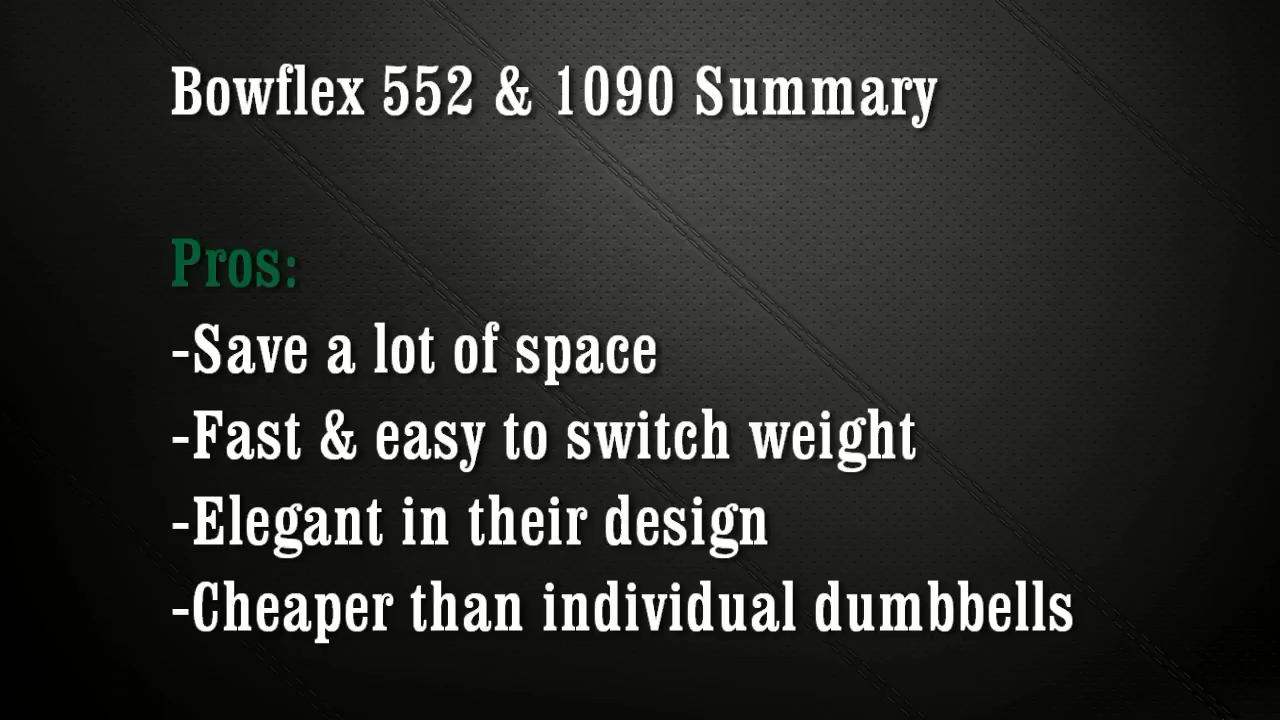 Bowflex 552 & 1090 Summary
Pros:
-Save a lot of space
-Fast & easy to switch weight
-Elegant in their design
-Cheaper than individual dumbbells